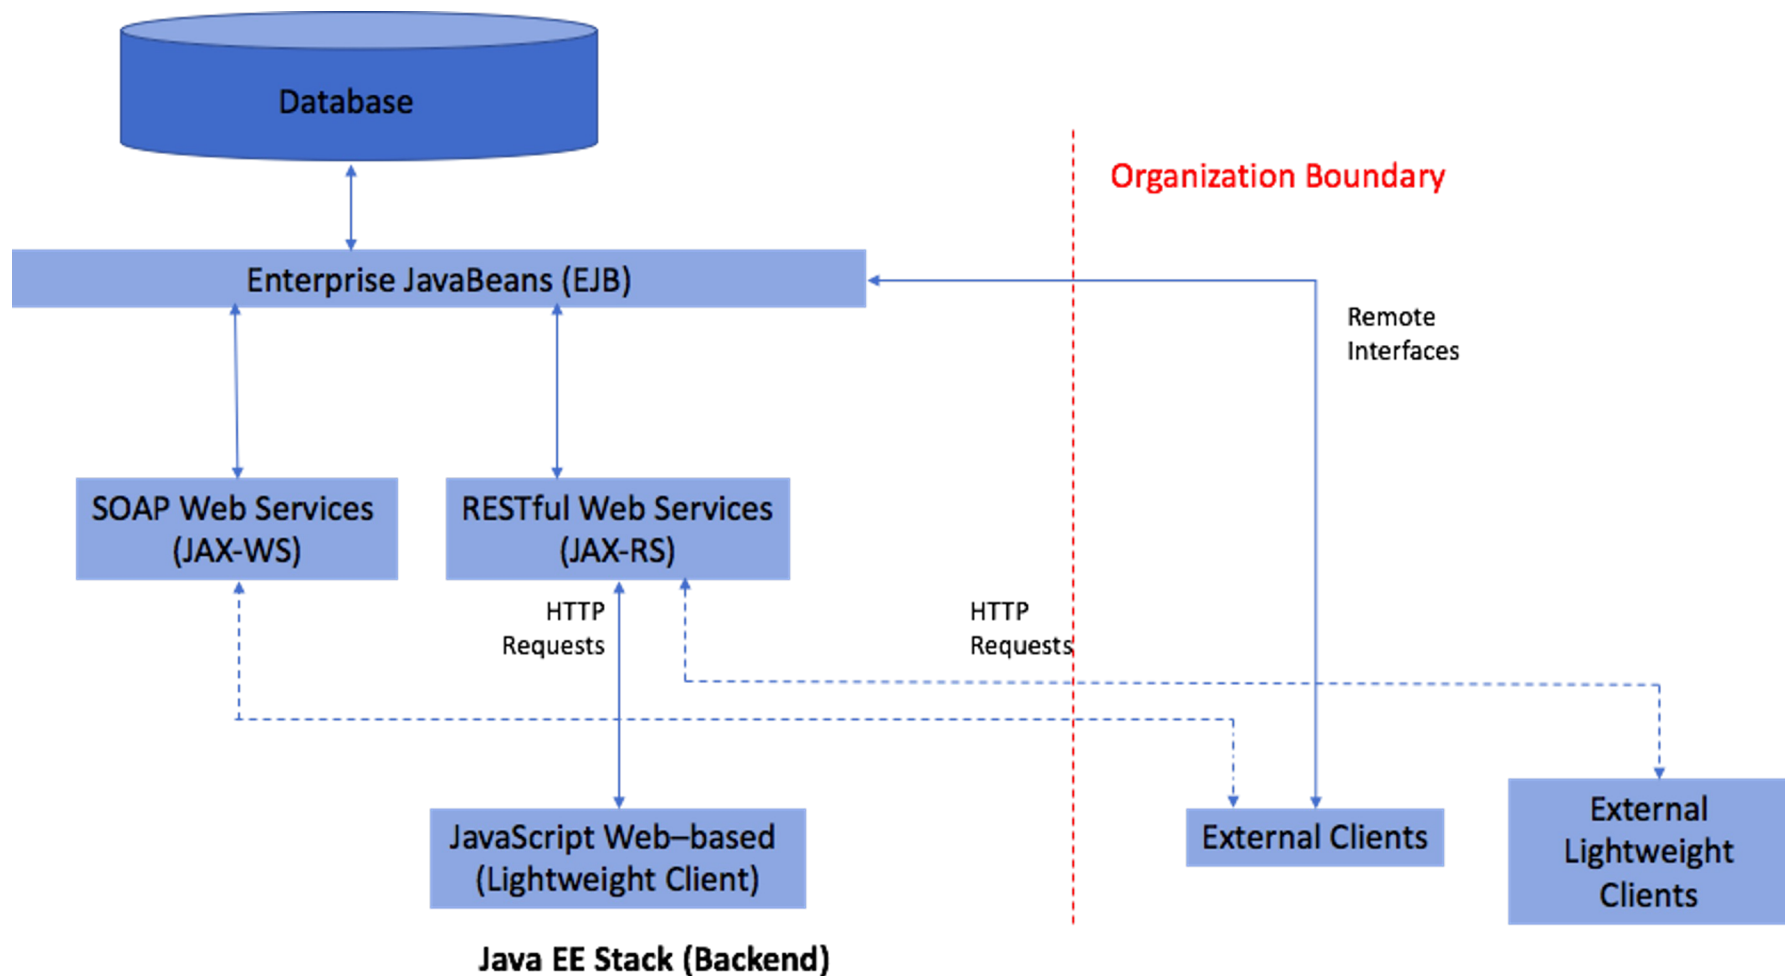 Database
Organization Boundary
Enterprise JavaBeans (EJB)
Remote
Interfaces
SOAP Web Services
(JAX-WS)
RESTful Web Services
(JAX-RS)
HTTP
Requests
HTTP
Requests
JavaScript Web–based
(Lightweight Client)
External Clients
External
Lightweight
Clients
Java EE Stack (Backend)